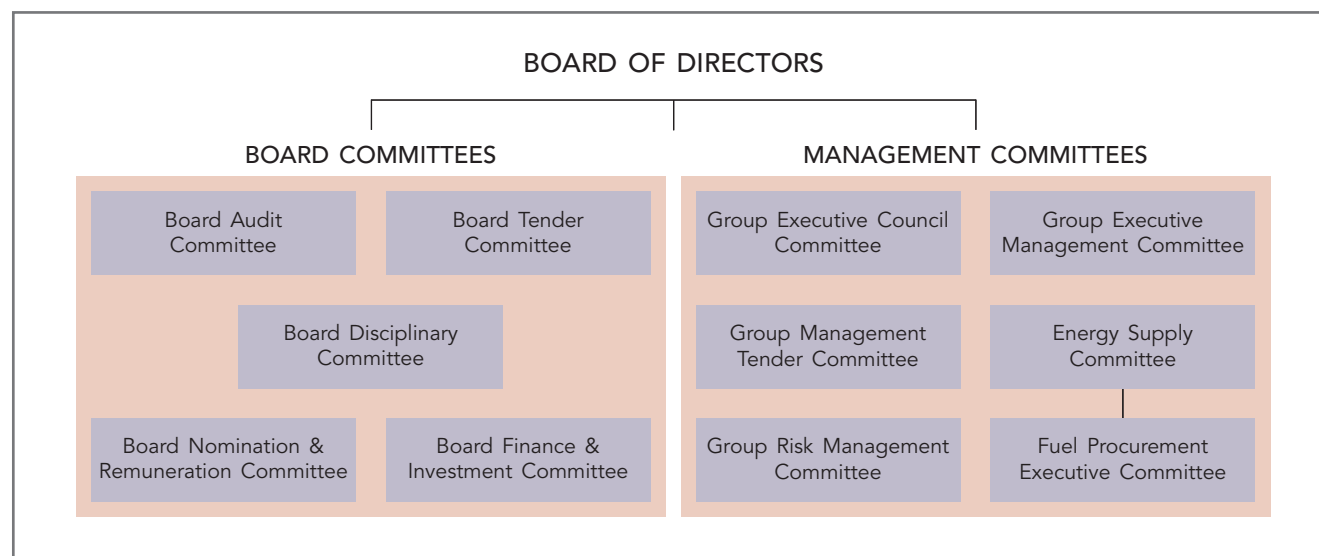 BOARD OF DIRECTORS
BOARD COMMITTEES
Board Audit
Committee
Board Tender
Committee
Board Disciplinary
Committee
Board Nomination &
Remuneration Committee
Board Finance &
Investment Committee
MANAGEMENT COMMITTEES
Group Executive Council
Committee
Group Executive
Management Committee
Group Management
Tender Committee
Energy Supply
Committee
Group Risk Management
Committee
Fuel Procurement
Executive Committee